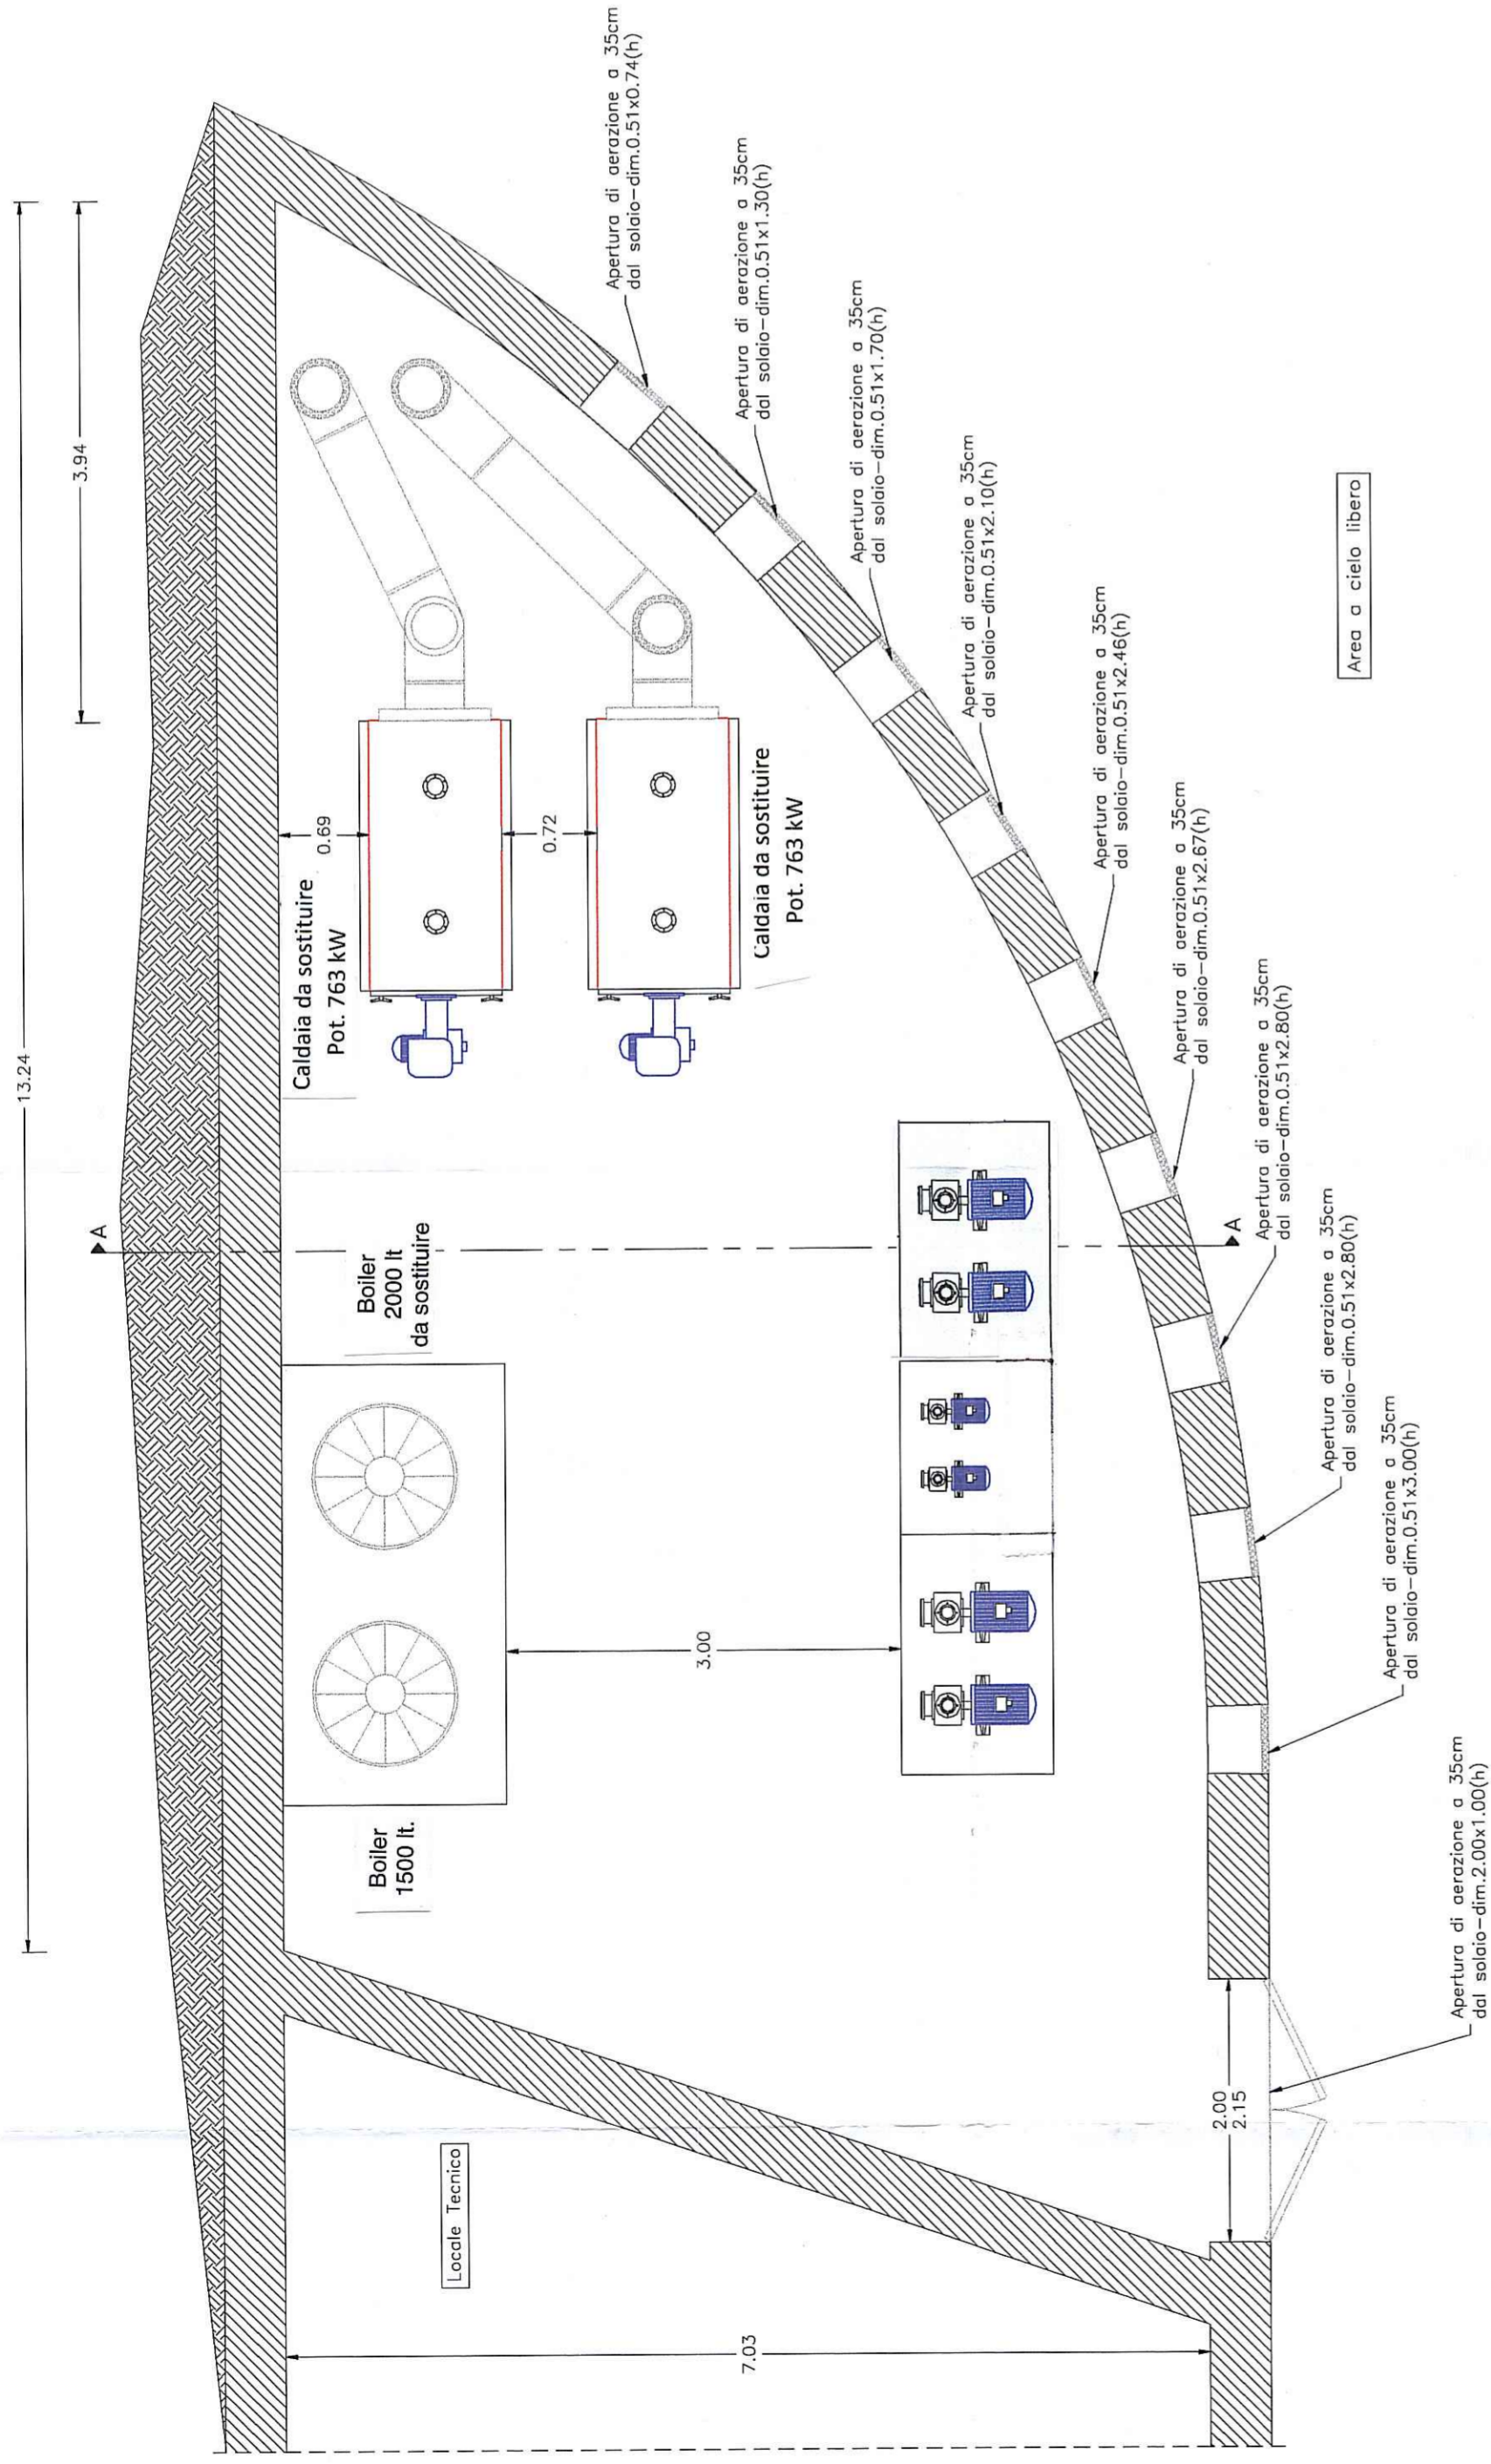 13.24
3.94
A
0.69
Caldaia da sostituire
Pot. 763 kW
0.72
Caldaia da sostituire
Pot. 763 kW
Boiler
2000 lt
da sostituire
Boiler
1500 lt.
3.00
A
Locale Tecnico
7.03
2.00
2.15
Apertura di aerazione a 35cm
dal solaio-dim.2.00x1.00(h)
Apertura di aerazione a 35cm
dal solaio-dim.0.51x3.00(h)
Apertura di aerazione a 35cm
dal solaio-dim.0.51x2.80(h)
Apertura di aerazione a 35cm
dal solaio-dim.0.51x2.80(h)
Apertura di aerazione a 35cm
dal solaio-dim.0.51x2.67(h)
Apertura di aerazione a 35cm
dal solaio-dim.0.51x2.46(h)
Apertura di aerazione a 35cm
dal solaio-dim.0.51x2.10(h)
Apertura di aerazione a 35cm
dal solaio-dim.0.51x1.70(h)
Apertura di aerazione a 35cm
dal solaio-dim.0.51x1.30(h)
Apertura di aerazione a 35cm
dal solaio-dim.0.51x0.74(h)
Area a cielo libero